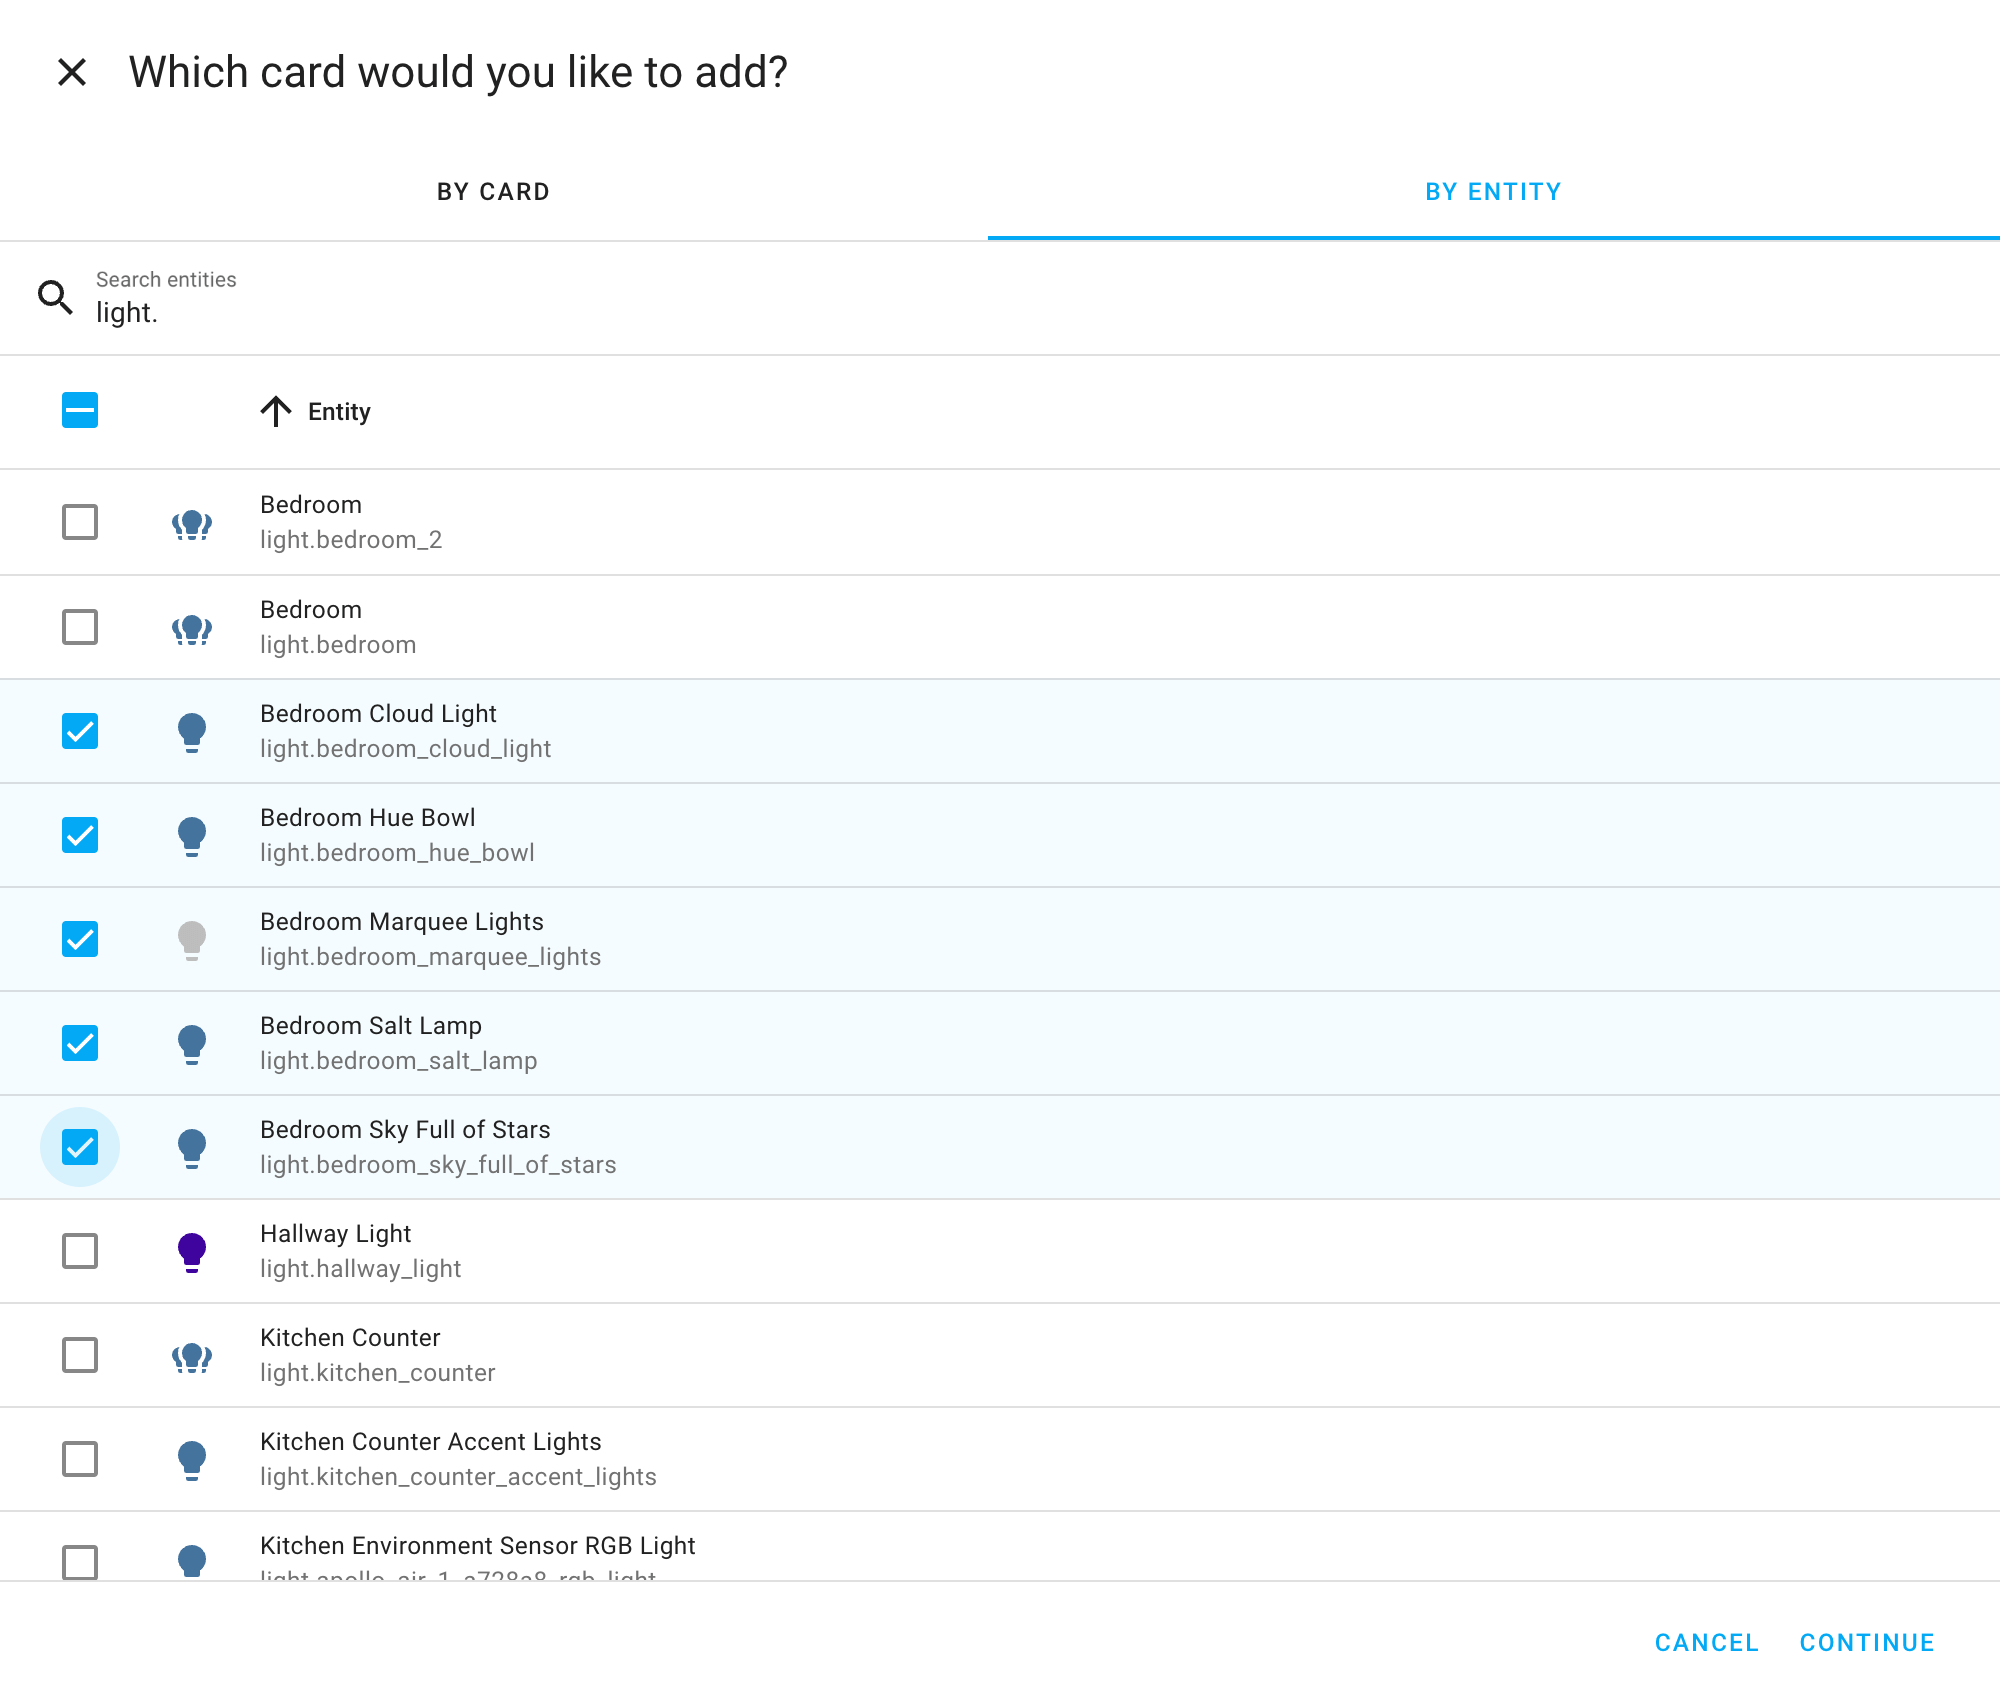 Which card would you like to add?
BY CARD
BY ENTITY
Search entities
light.
Entity
Bedroom
light.bedroom_2
Bedroom
light.bedroom
Bedroom Cloud Light
light.bedroom_cloud_light
Bedroom Hue Bowl
light.bedroom_hue_bowl
Bedroom Marquee Lights
light.bedroom_marquee_lights
Bedroom Salt Lamp
light.bedroom_salt_lamp
Bedroom Sky Full of Stars
light.bedroom_sky_full_of_stars
Hallway Light
light.hallway_light
Kitchen Counter
light.kitchen_counter
Kitchen Counter Accent Lights
light.kitchen_counter_accent_lights
Kitchen Environment Sensor RGB Light
CANCEL
CONTINUE